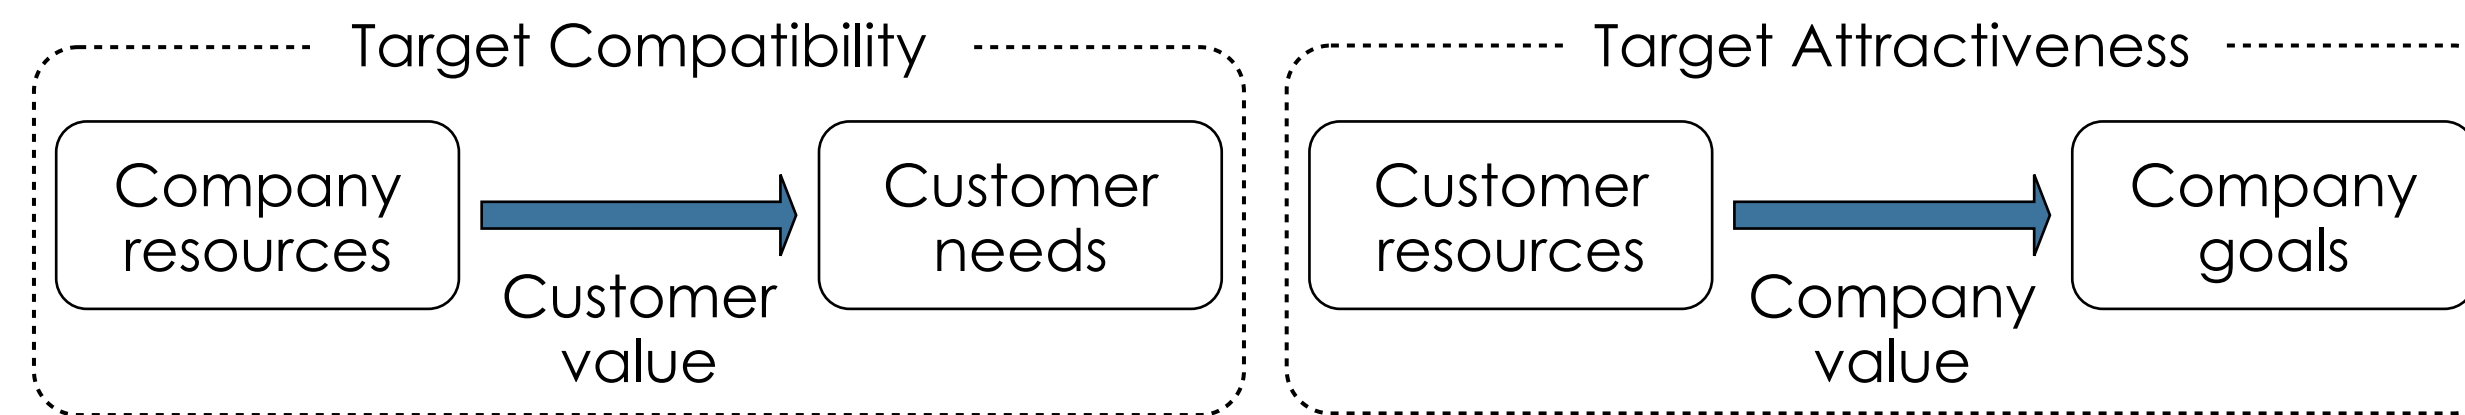 Target Compatibility
Company
resources
Customer
value
Customer
needs
Target Attractiveness
Customer
resources
Company
value
Company
goals